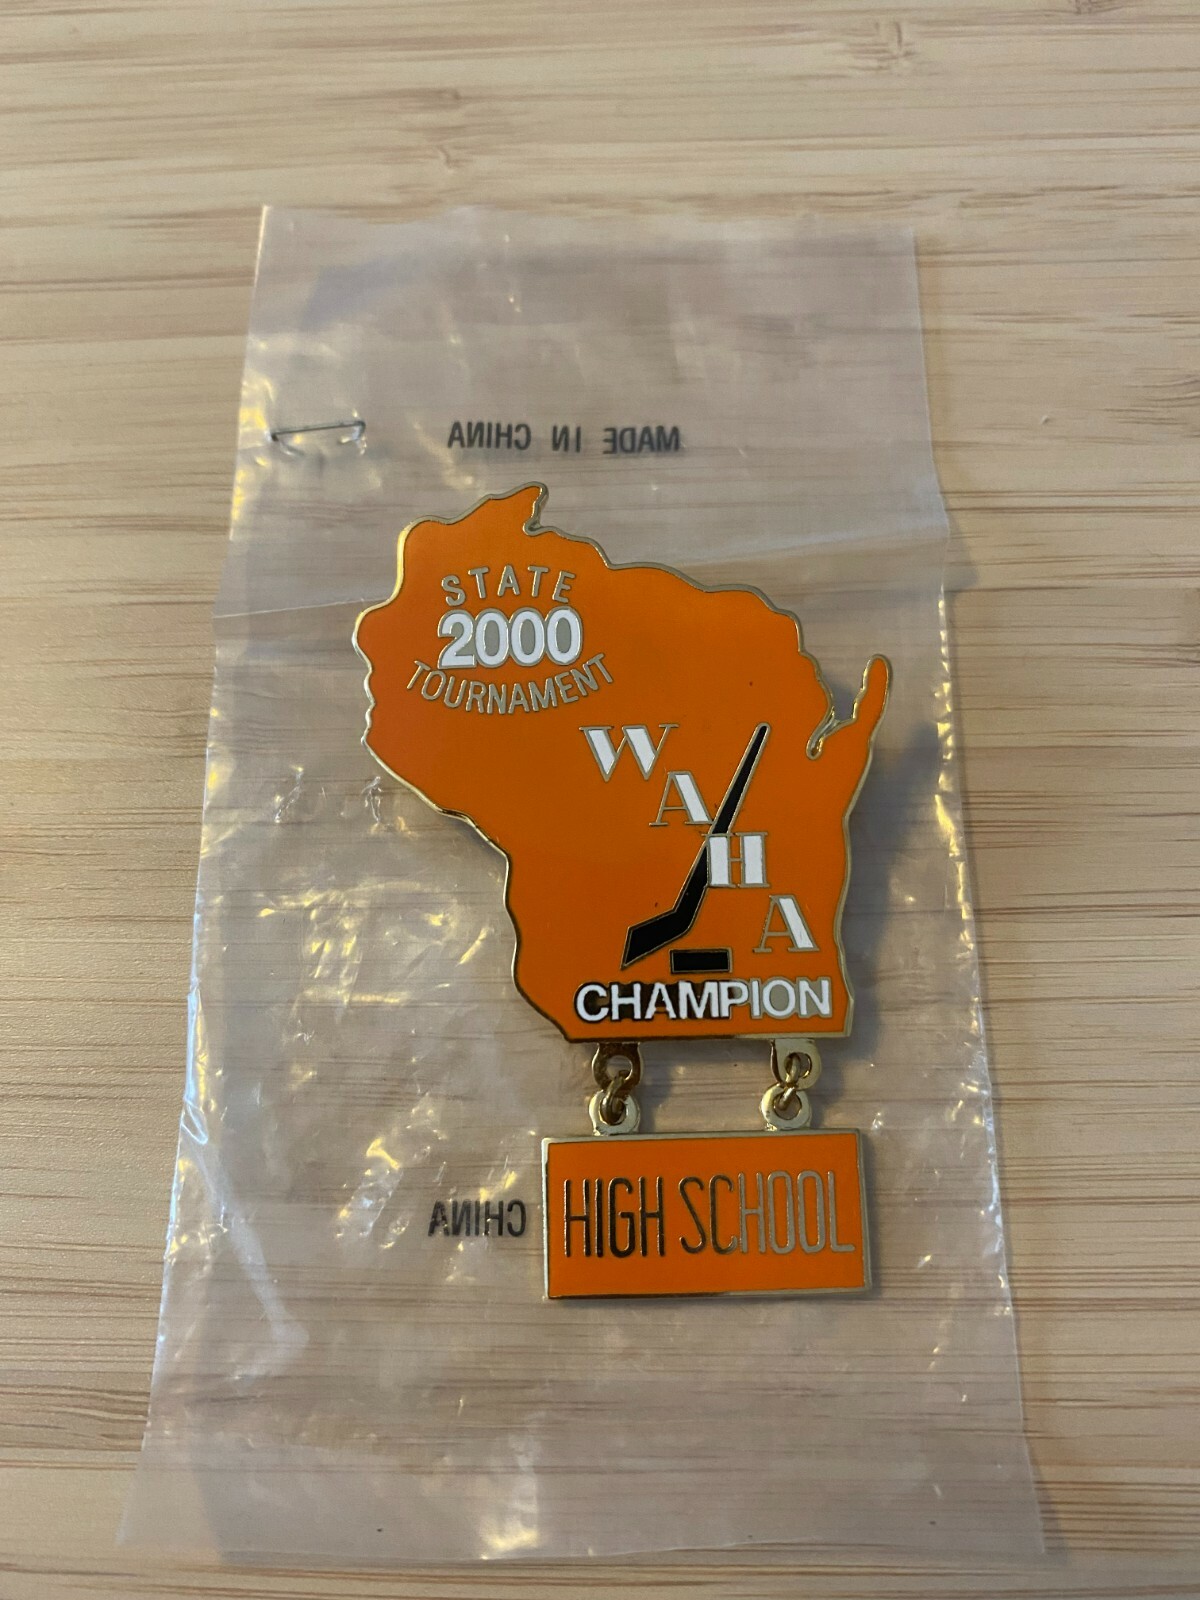 MADE IN CHINA
STATE
2000
TOURNAMENT
WAHA
CHAMPION
CHINA
HIGH SCHOOL